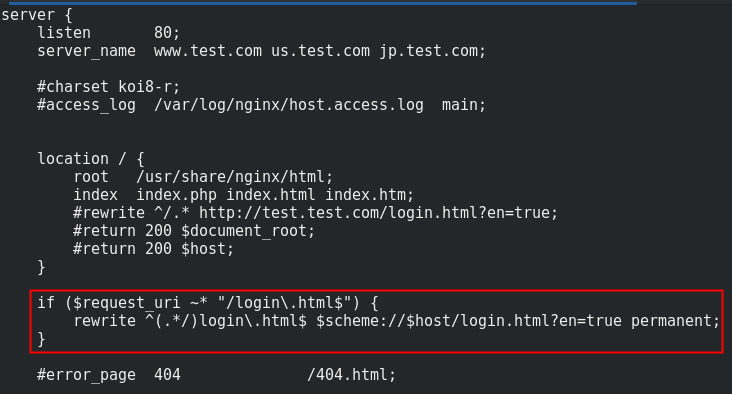 server {
    listen       80;
    server_name  www.test.com us.test.com jp.test.com;
    #charset koi8-r;
    #access_log  /var/log/nginx/host.access.log  main;
    location / {
        root   /usr/share/nginx/html;
        index  index.php index.html index.htm;
        #rewrite ^/.* http://test.test.com/login.html?en=true;
        #return 200 $document_root;
        #return 200 $host;
    }
    if ($request_uri ~* "/login\.html$") {
        rewrite ^(.*/)login\.html$ $scheme://$host/login.html?en=true permanent;
    }
    #error_page  404              /404.html;